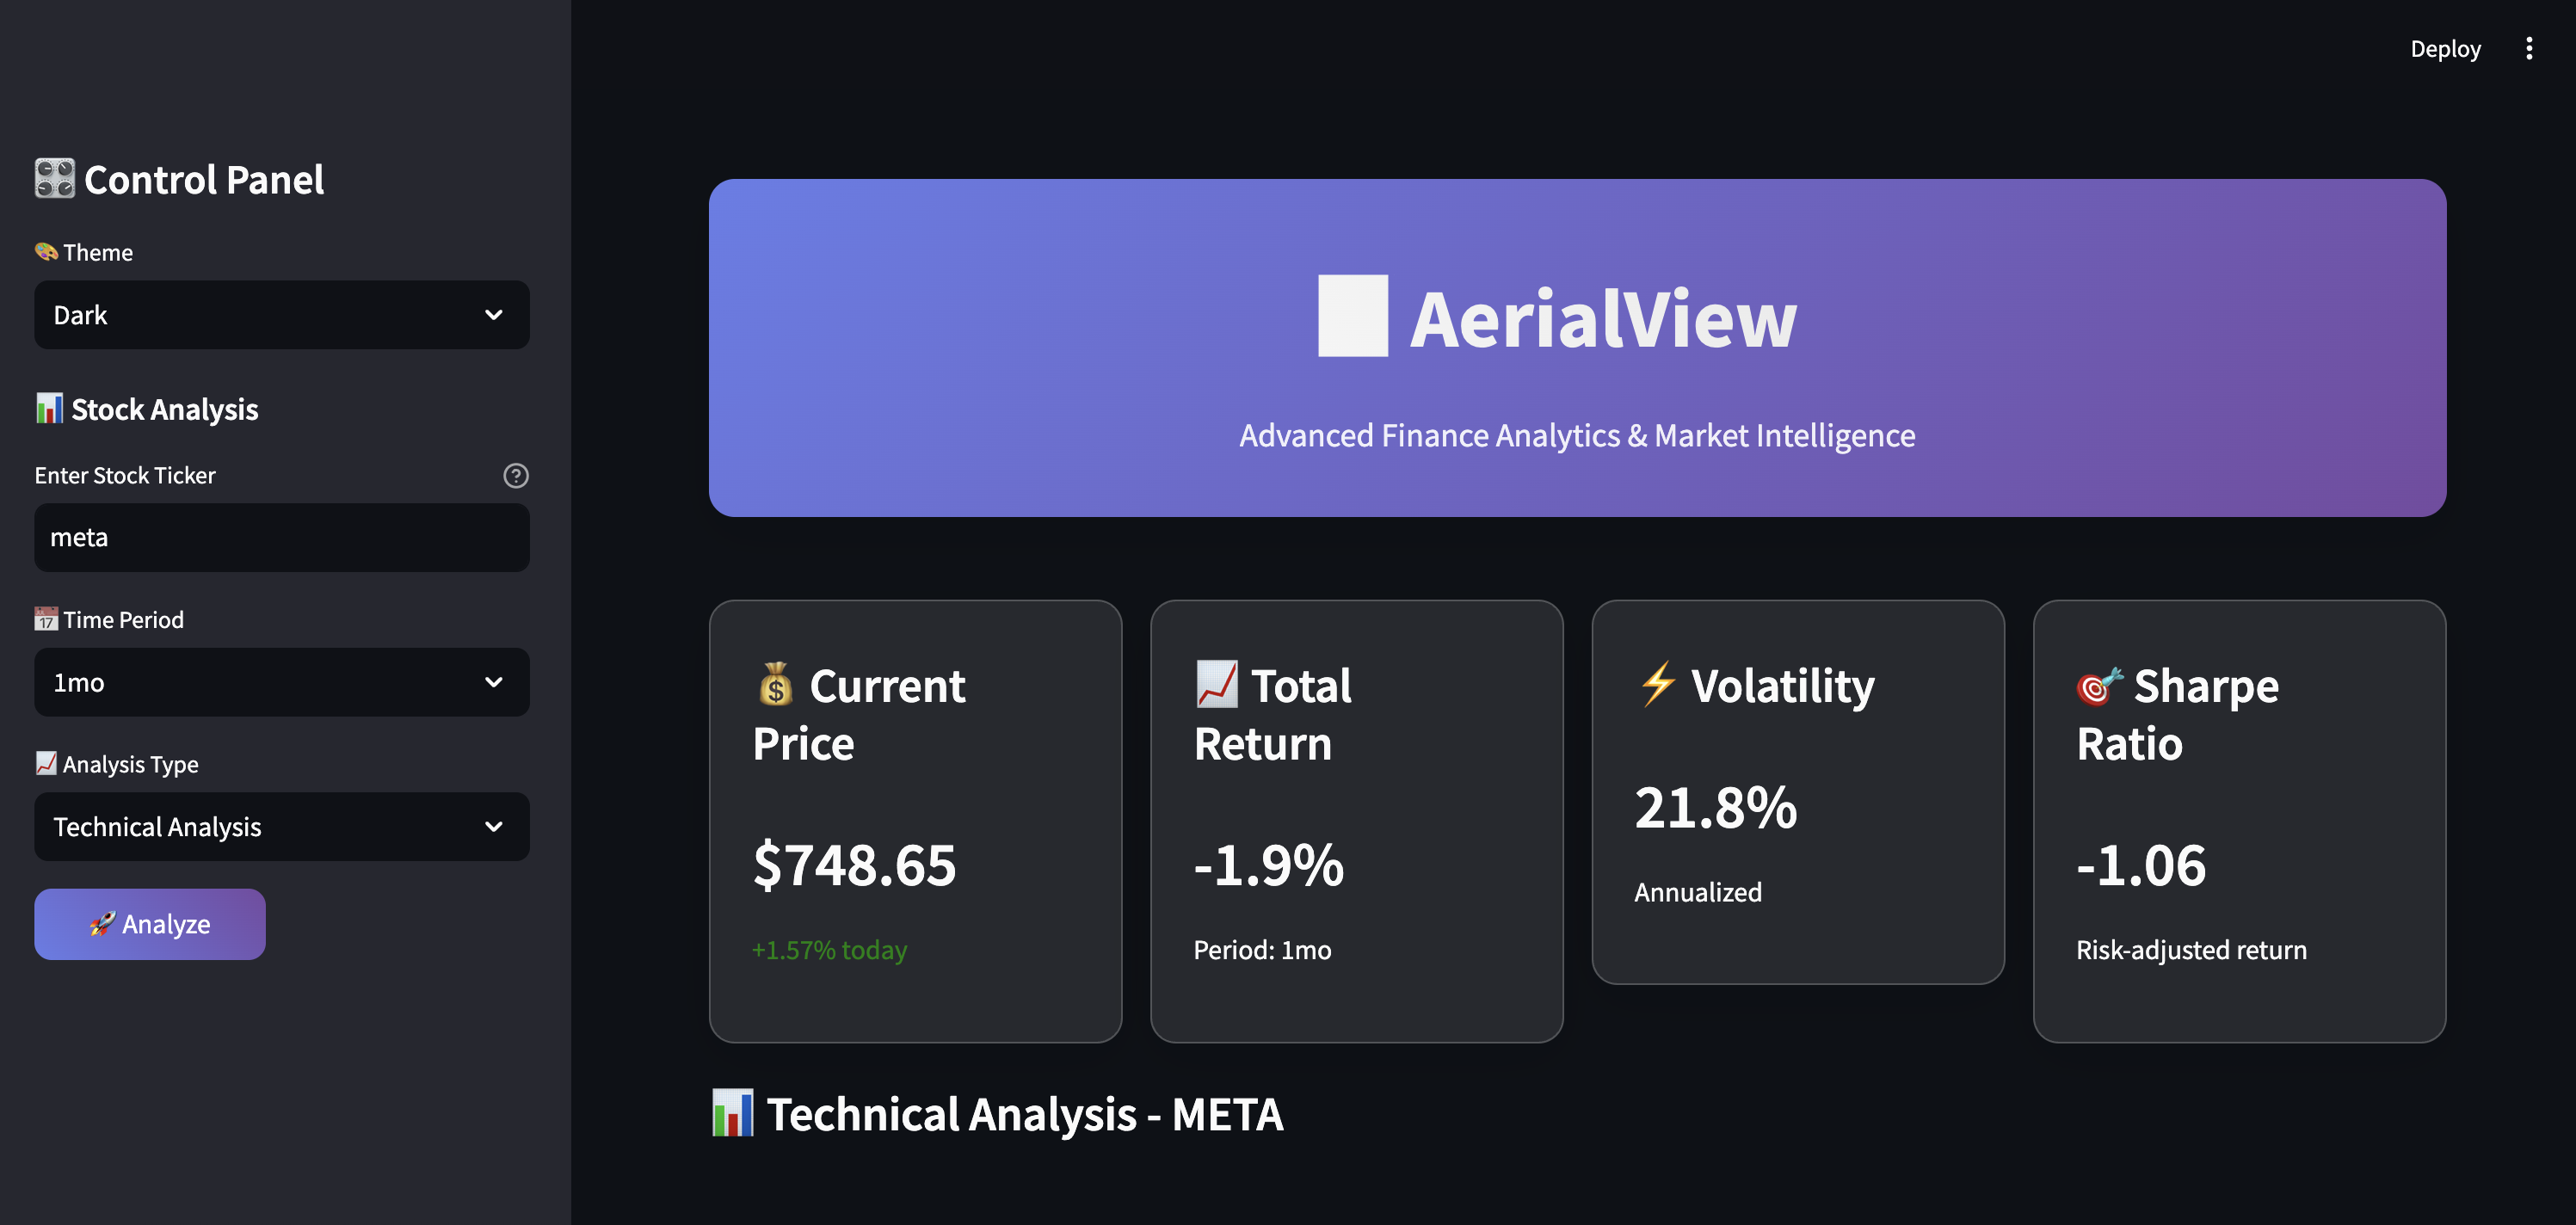 Deploy
Control Panel
Theme
Dark
Stock Analysis
Enter Stock Ticker
meta
17
Time Period
1mo
Analysis Type
Technical Analysis
Analyze
AerialView
Advanced Finance Analytics & Market Intelligence
Current
Price
$748.65
+1.57% today
Total
Return
-1.9%
Period: 1mo
Volatility
21.8%
Annualized
Sharpe
Ratio
-1.06
Risk-adjusted return
Technical Analysis - META